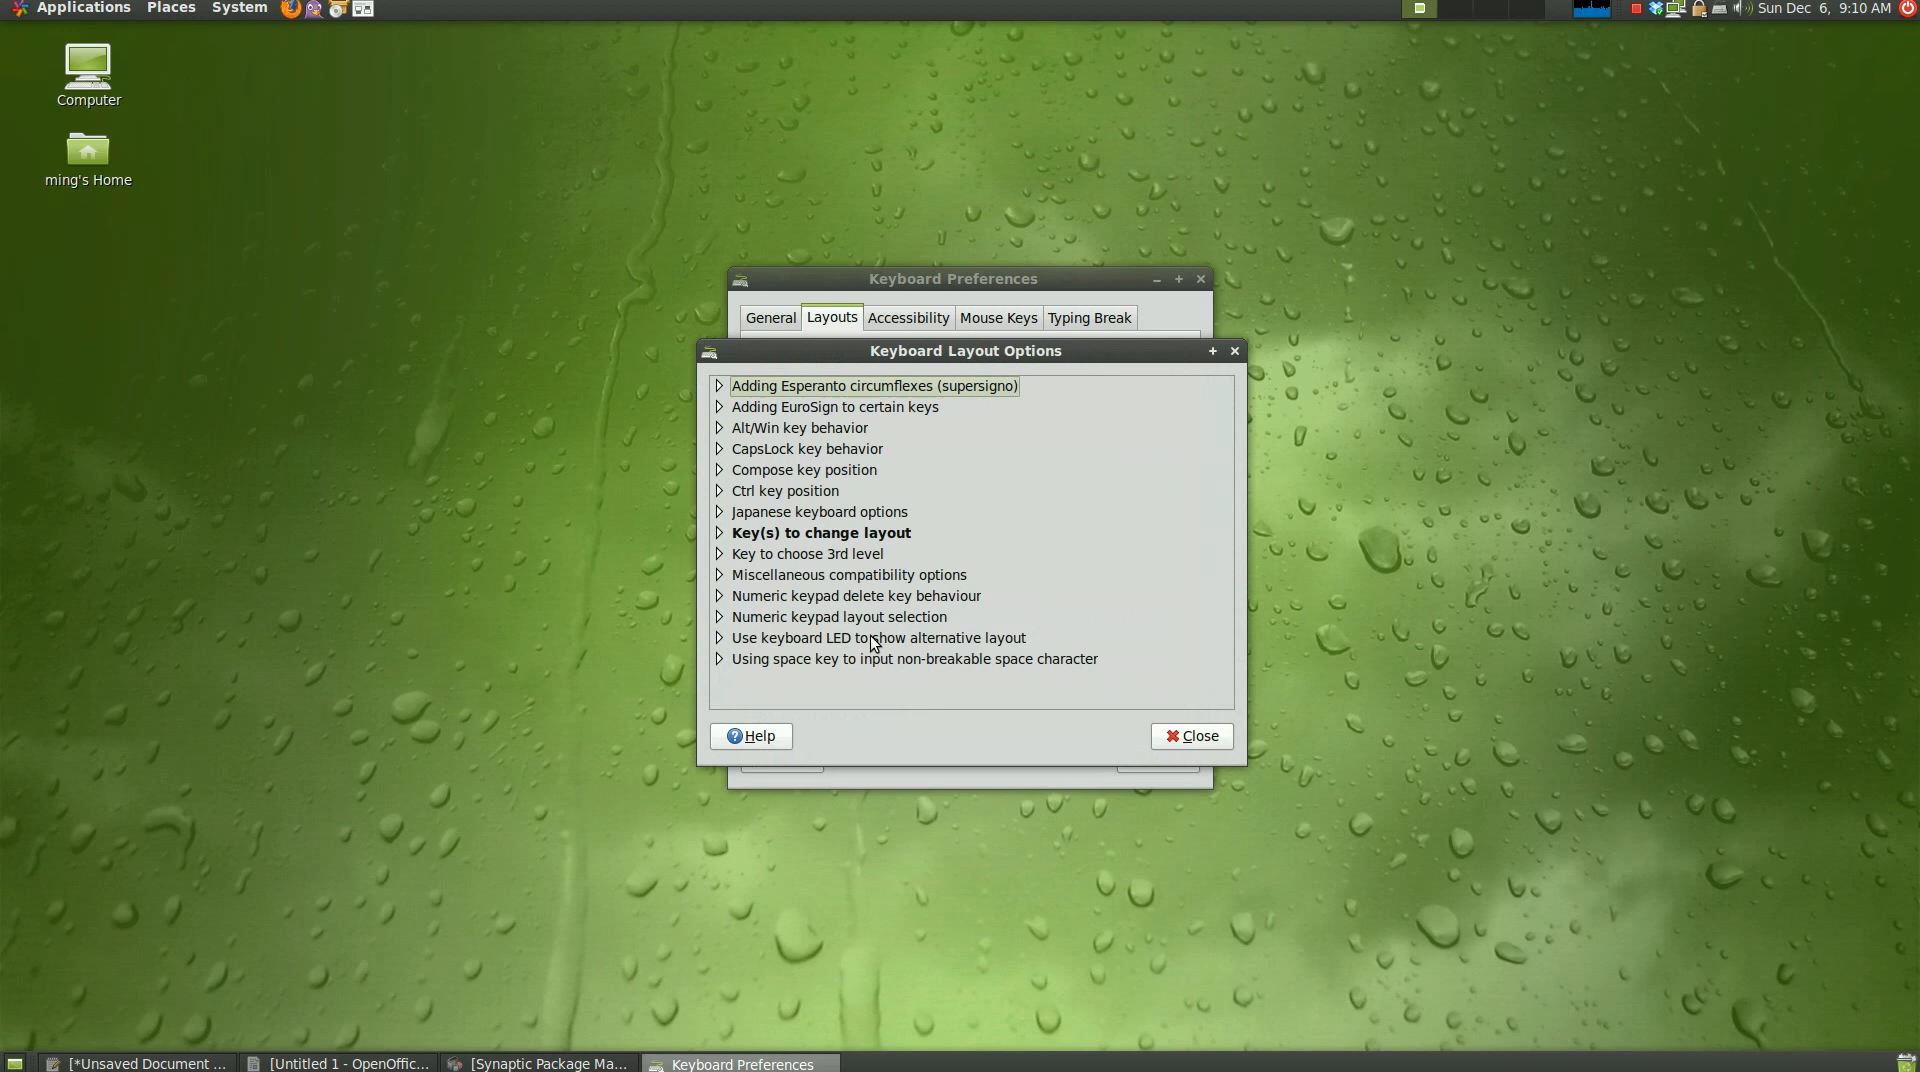 Applications Places System
Sun Dec 6, 9:10 AM
Computer
ming's Home
Keyboard Preferences
General Layouts Accessibility Mouse Keys Typing Break
Keyboard Layout Options
Adding Esperanto circumflexes (supersigno)
Adding EuroSign to certain keys
Alt/Win key behavior
CapsLock key behavior
Compose key position
Ctrl key position
Japanese keyboard options
Key(s) to change layout
Key to choose 3rd level
Miscellaneous compatibility options
Numeric keypad delete key behaviour
Numeric keypad layout selection
Use keyboard LED to show alternative layout
Using space key to input non-breakable space character
Help
Close
[*Unsaved Document ...
[Untitled 1 - OpenOffic...
[Synaptic Package Ma...
Keyboard Preferences